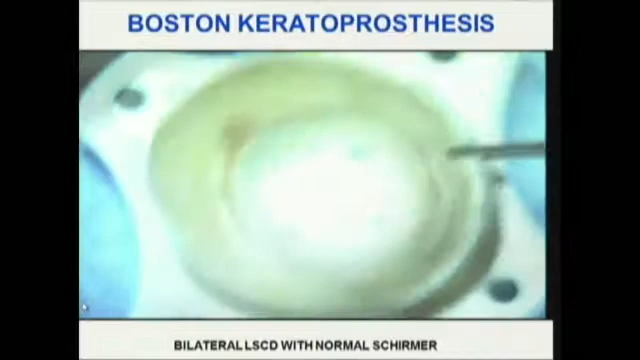 BOSTON KERATOPROSTHESIS
BILATERAL LSCD WITH NORMAL SCHIRMER